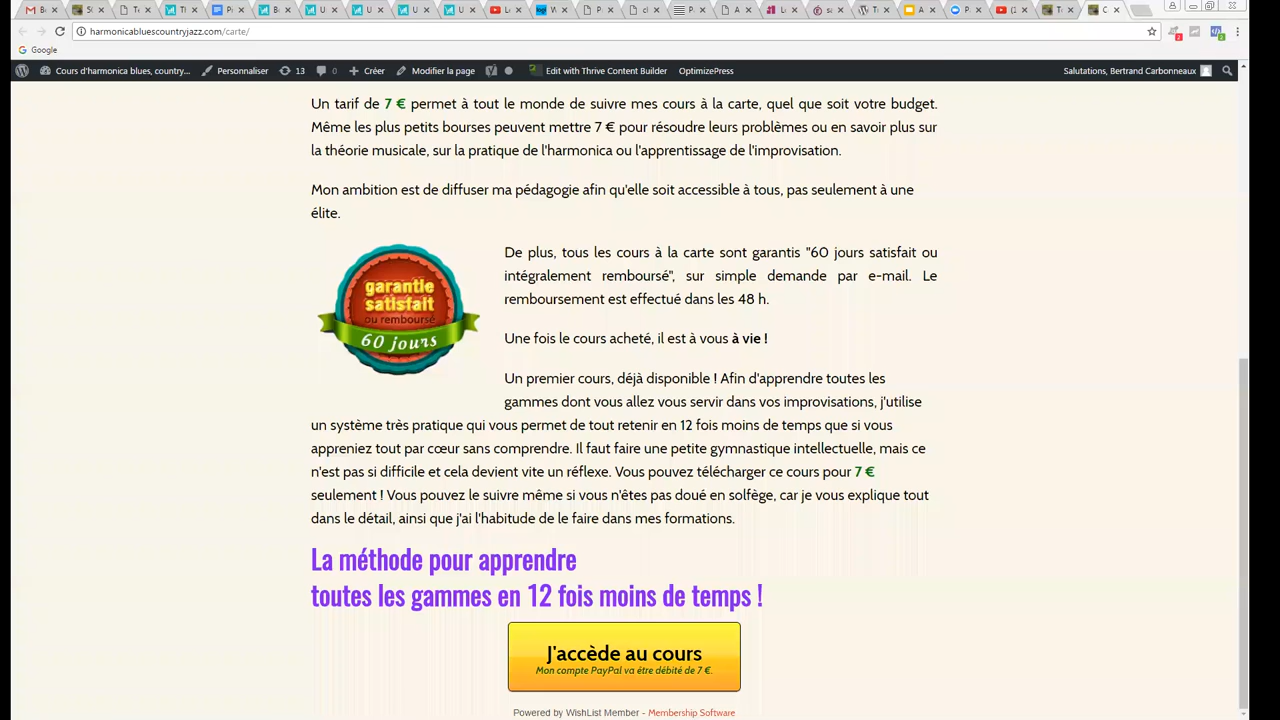 B
50
Te
Th
Pi
B
U
U
U
U
Le
W
P
cl
P
A
Li
sa
Tr
A
P
(2
Te
C
harmonicabluescountryjazz.com/carte/
2
2
Google
Cours d'harmonica blues, country...
Personnaliser
13
0
Créer
Modifier la page
Edit with Thrive Content Builder
OptimizePress
Salutations, Bertrand Carbonneaux
Un tarif de 7 € permet à tout le monde de suivre mes cours à la carte, quel que soit votre budget.
Même les plus petits bourses peuvent mettre 7 € pour résoudre leurs problèmes ou en savoir plus sur
la théorie musicale, sur la pratique de l'harmonica ou l'apprentissage de l'improvisation.
Mon ambition est de diffuser ma pédagogie afin qu'elle soit accessible à tous, pas seulement à une
élite.
garantie
satisfait
ou remboursé
60 jours
De plus, tous les cours à la carte sont garantis "60 jours satisfait ou
intégralement remboursé", sur simple demande par e-mail. Le
remboursement est effectué dans les 48 h.
Une fois le cours acheté, il est à vous à vie !
Un premier cours, déjà disponible ! Afin d'apprendre toutes les
gammes dont vous allez vous servir dans vos improvisations, j'utilise
un système très pratique qui vous permet de tout retenir en 12 fois moins de temps que si vous
appreniez tout par cœur sans comprendre. Il faut faire une petite gymnastique intellectuelle, mais ce
n'est pas si difficile et cela devient vite un réflexe. Vous pouvez télécharger ce cours pour 7 €
seulement ! Vous pouvez le suivre même si vous n'êtes pas doué en solfège, car je vous explique tout
dans le détail, ainsi que j'ai l'habitude de le faire dans mes formations.
La méthode pour apprendre
toutes les gammes en 12 fois moins de temps !
J'accède au cours
Mon compte PayPal va être débité de 7 €.
Powered by WishList Member - Membership Software